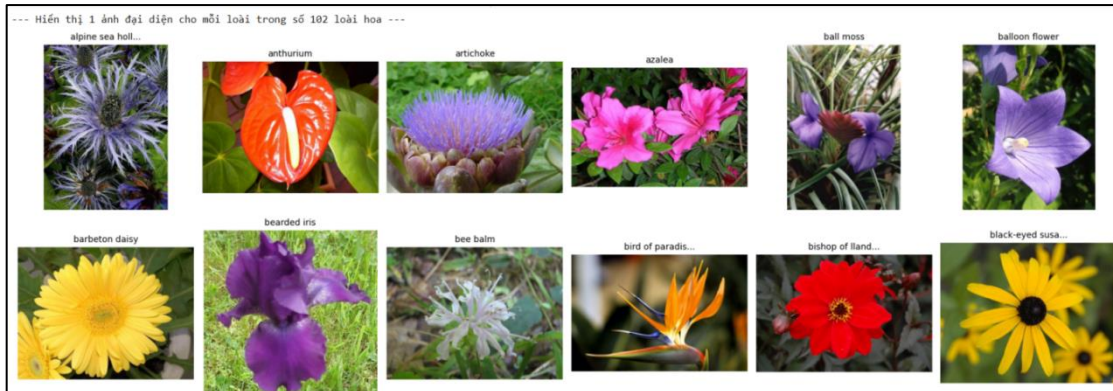 --- Hiển thị 1 ảnh đại diện cho mỗi loài trong số 102 loài hoa ---
alpine sea holl...
anthurium
artichoke
azalea
ball moss
balloon flower
barbeton daisy
bearded iris
bee balm
bird of paradis...
bishop of lland...
black-eyed susa...